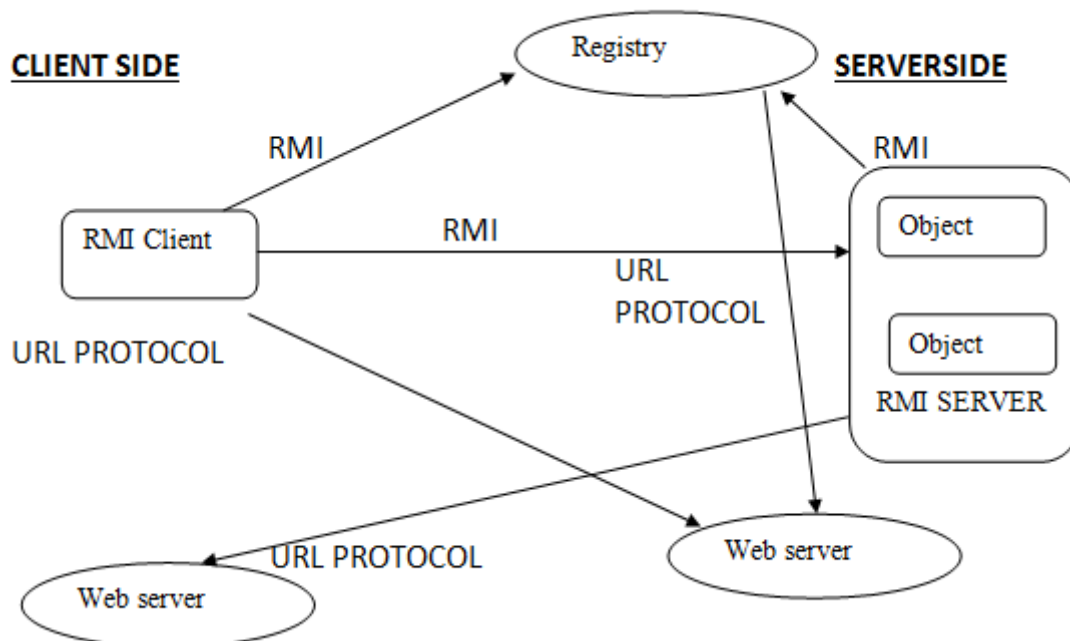 Registry
CLIENT SIDE
SERVERSIDE
RMI
RMI
RMI Client
RMI
Object
URL
PROTOCOL
URL PROTOCOL
Object
RMI SERVER
Web server
URL PROTOCOL
Web server